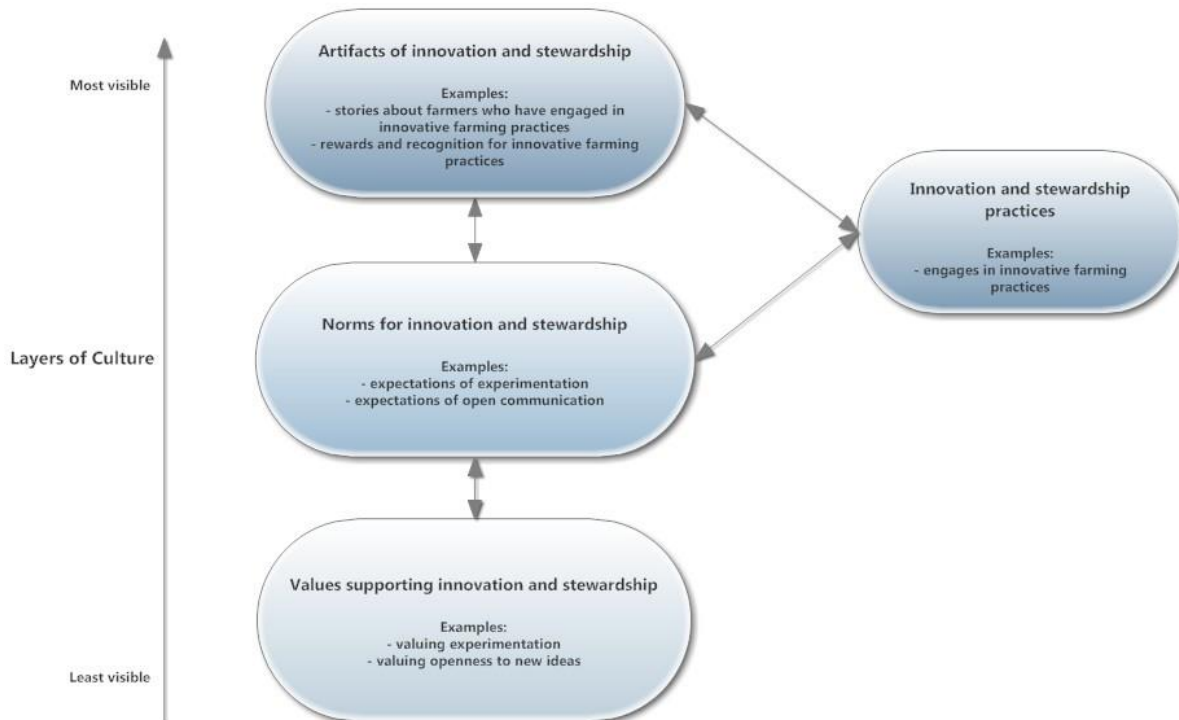 Artifacts of innovation and stewardship
Examples:
- stories about farmers who have engaged in
innovative farming practices
- rewards and recognition for innovative farming
practices
Most visible
Innovation and stewardship
practices
Examples:
- engages in innovative farming
practices
Norms for innovation and stewardship
Examples:
- expectations of experimentation
- expectations of open communication
Layers of Culture
Values supporting innovation and stewardship
Examples:
- valuing experimentation
- valuing openness to new ideas
Least visible